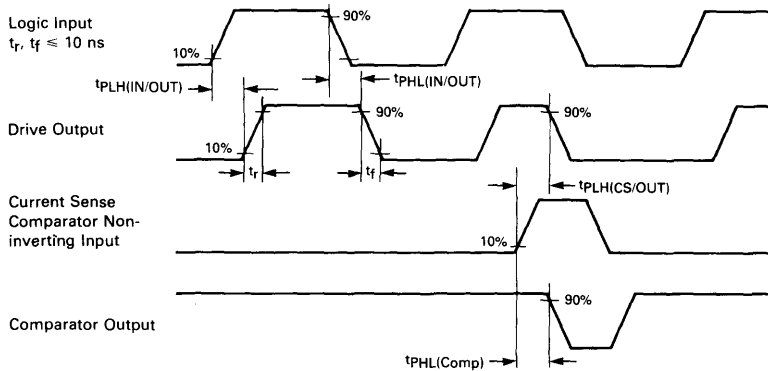 Logic Input
tr, tf ≤ 10 ns
90%
10%
tPLH(IN/OUT)
tPHL(IN/OUT)
Drive Output
90%
90%
10%
tr
tf
tPLH(CS/OUT)
Current Sense
Comparator Non-
inverting Input
10%
90%
Comparator Output
tPHL(Comp)